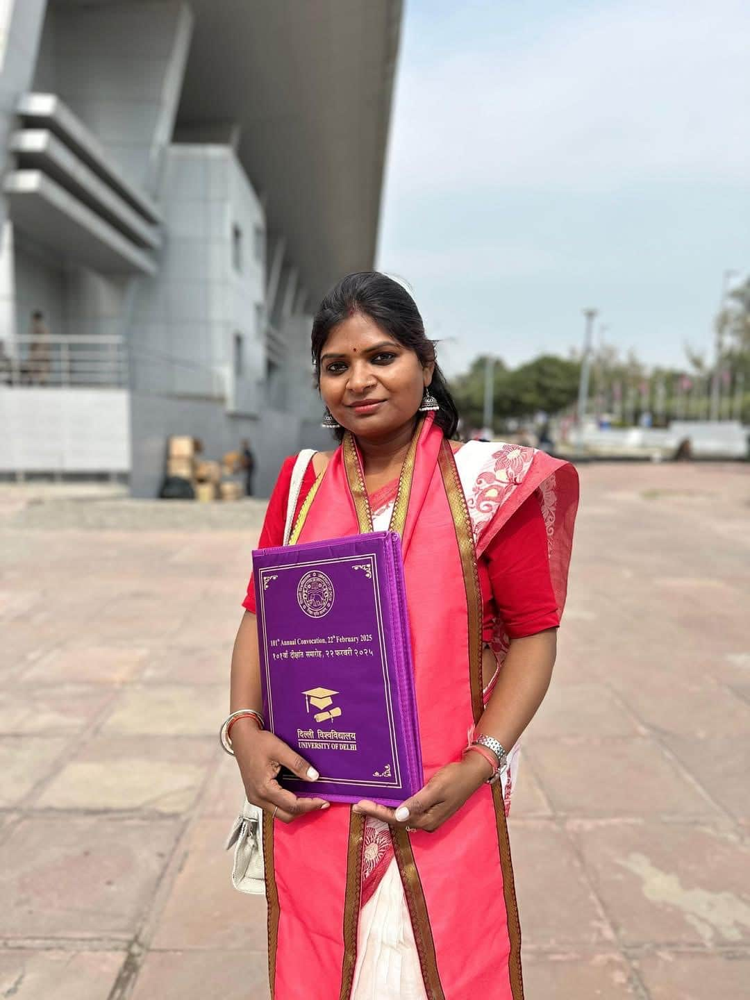 101st Annual Convocation, 22nd February 2025
१०१वाँ दीक्षांत समारोह, २२ फरवरी २०२५
दिल्ली विश्वविद्यालय
UNIVERSITY OF DELHI